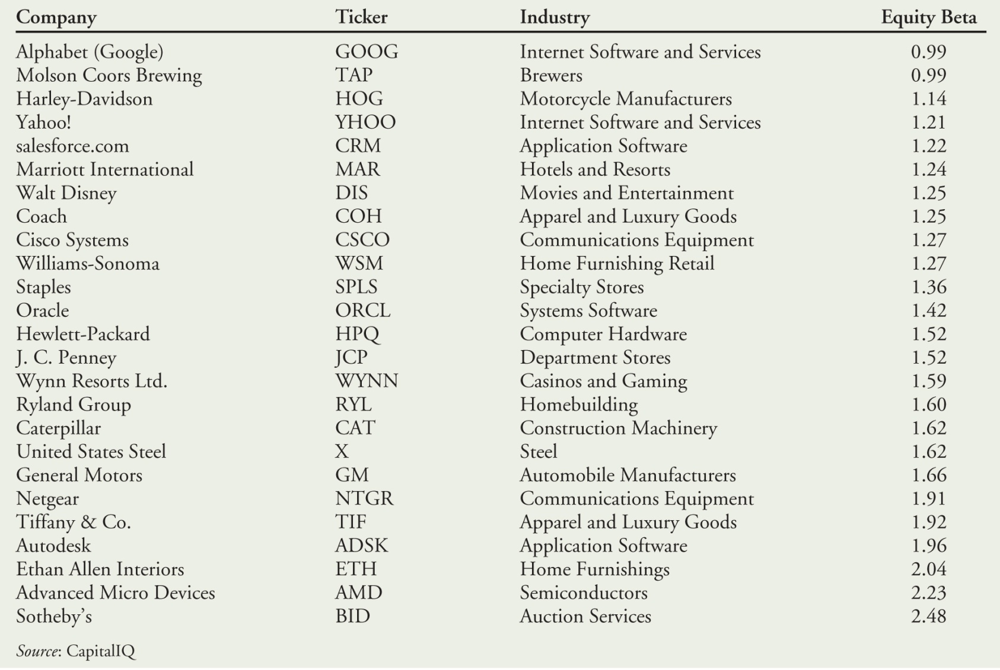 Company Ticker Industry Equity Beta
Alphabet (Google) GOOG Internet Software and Services 0.99
Molson Coors Brewing TAP Brewers 0.99
Harley-Davidson HOG Motorcycle Manufacturers 1.14
Yahoo! YHOO Internet Software and Services 1.21
salesforce.com CRM Application Software 1.22
Marriott International MAR Hotels and Resorts 1.24
Walt Disney DIS Movies and Entertainment 1.25
Coach COH Apparel and Luxury Goods 1.25
Cisco Systems CSCO Communications Equipment 1.27
Williams-Sonoma WSM Home Furnishing Retail 1.27
Staples SPLS Specialty Stores 1.36
Oracle ORCL Systems Software 1.42
Hewlett-Packard HPQ Computer Hardware 1.52
J. C. Penney JCP Department Stores 1.52
Wynn Resorts Ltd. WYNN Casinos and Gaming 1.59
Ryland Group RYL Homebuilding 1.60
Caterpillar CAT Construction Machinery 1.62
United States Steel X Steel 1.62
General Motors GM Automobile Manufacturers 1.66
Netgear NTGR Communications Equipment 1.91
Tiffany & Co. TIF Apparel and Luxury Goods 1.92
Autodesk ADSK Application Software 1.96
Ethan Allen Interiors ETH Home Furnishings 2.04
Advanced Micro Devices AMD Semiconductors 2.23
Sotheby's BID Auction Services 2.48
Source: CapitalIQ